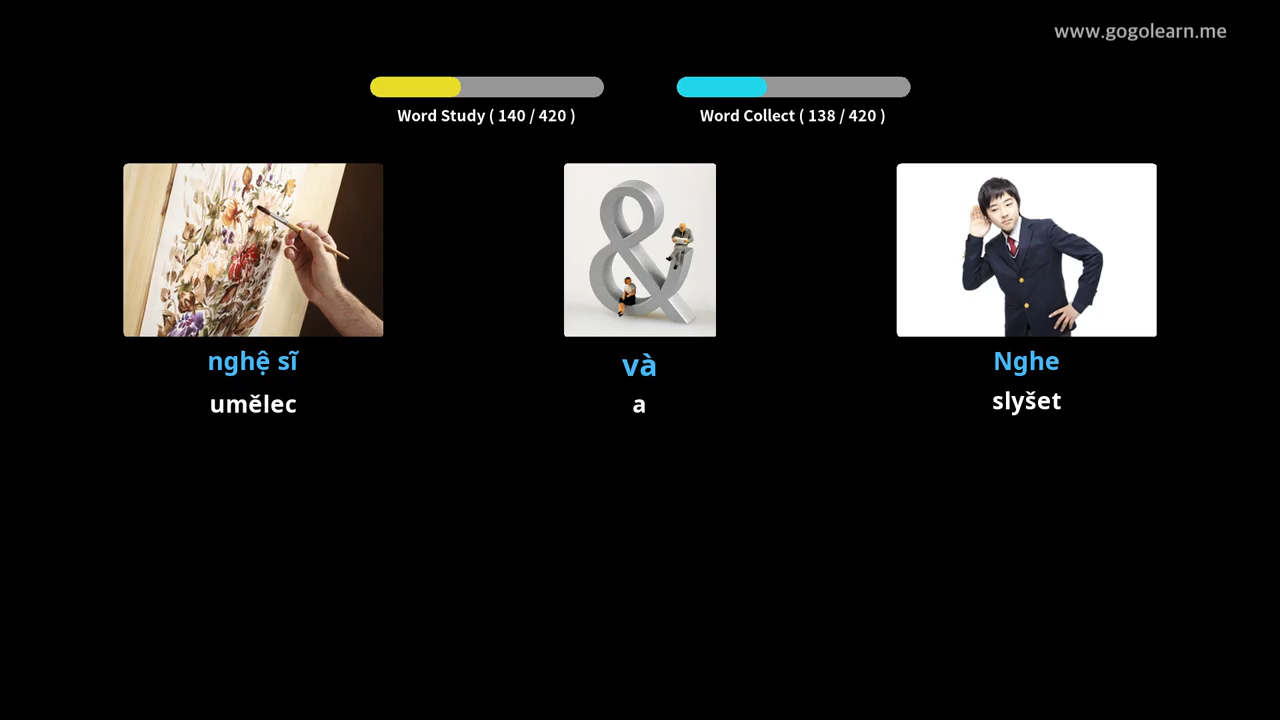 www.gogolearn.me
Word Study ( 140 / 420 )
Word Collect ( 138 / 420 )
&
nghệ sĩ
và
Nghe
umělec
a
slyšet